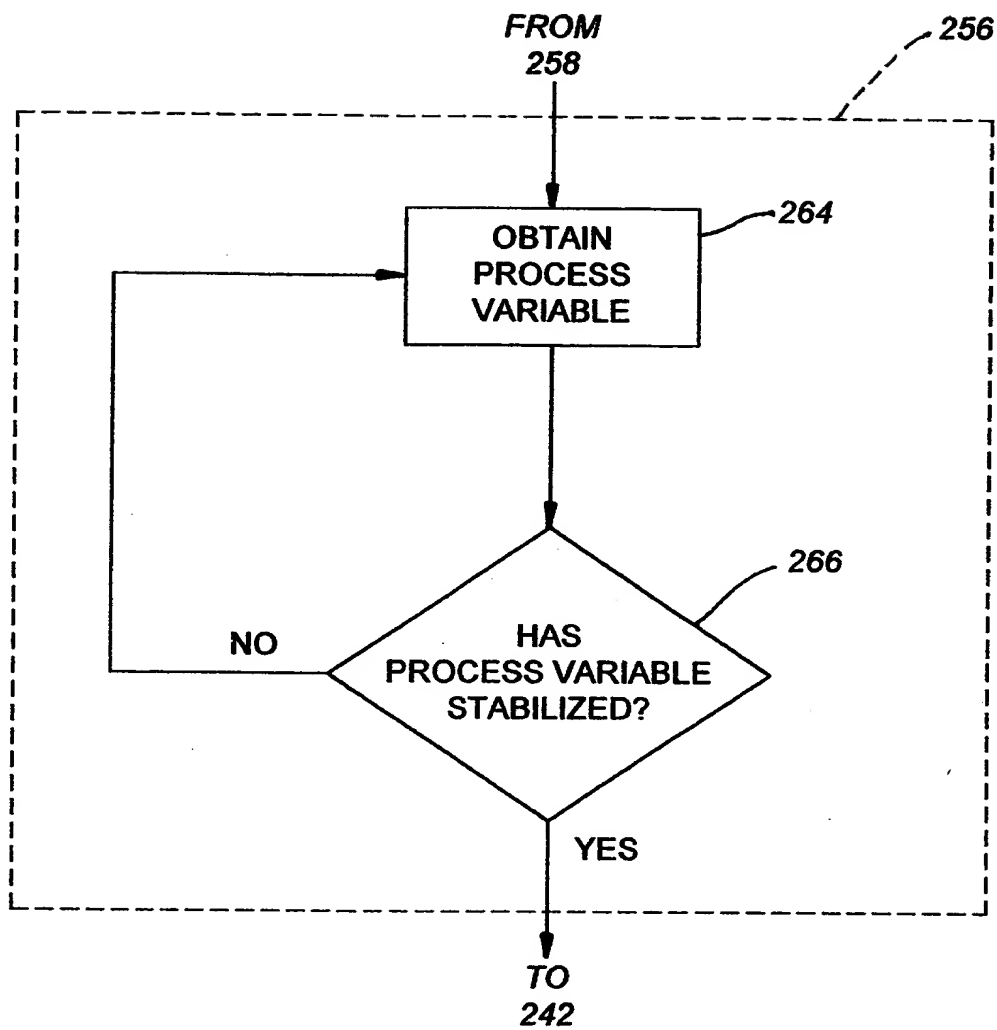 FROM
258
256
OBTAIN
PROCESS
VARIABLE
264
266
NO
HAS
PROCESS VARIABLE
STABILIZED?
YES
TO
242